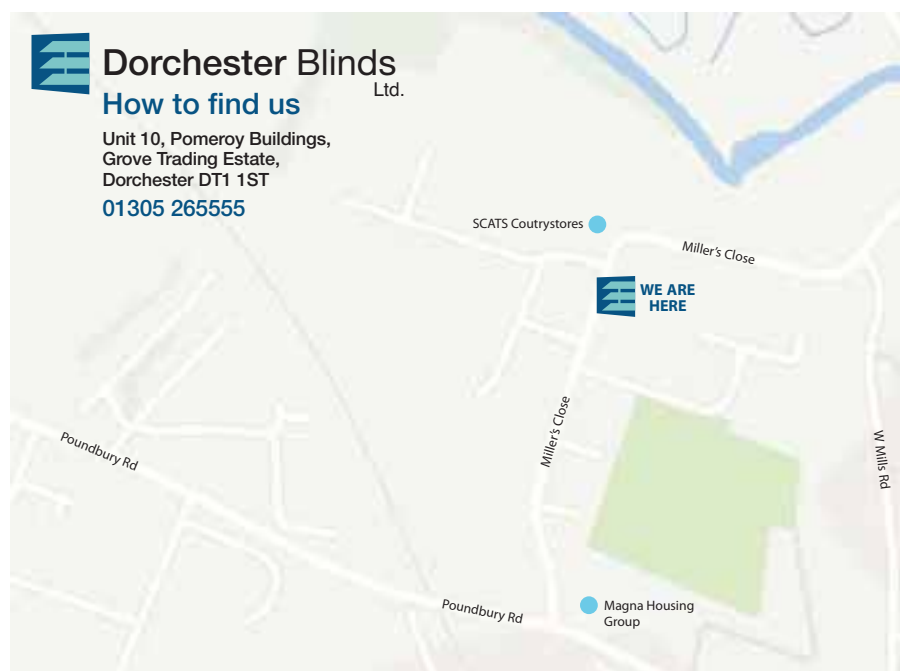 Dorchester Blinds
Ltd.
How to find us
Unit 10, Pomeroy Buildings,
Grove Trading Estate,
Dorchester DT1 1ST
01305 265555
SCATS Coutrystores
Miller's Close
WE ARE
HERE
Miller's Close
Poundbury Rd
W Mills Rd
Poundbury Rd
Magna Housing
Group